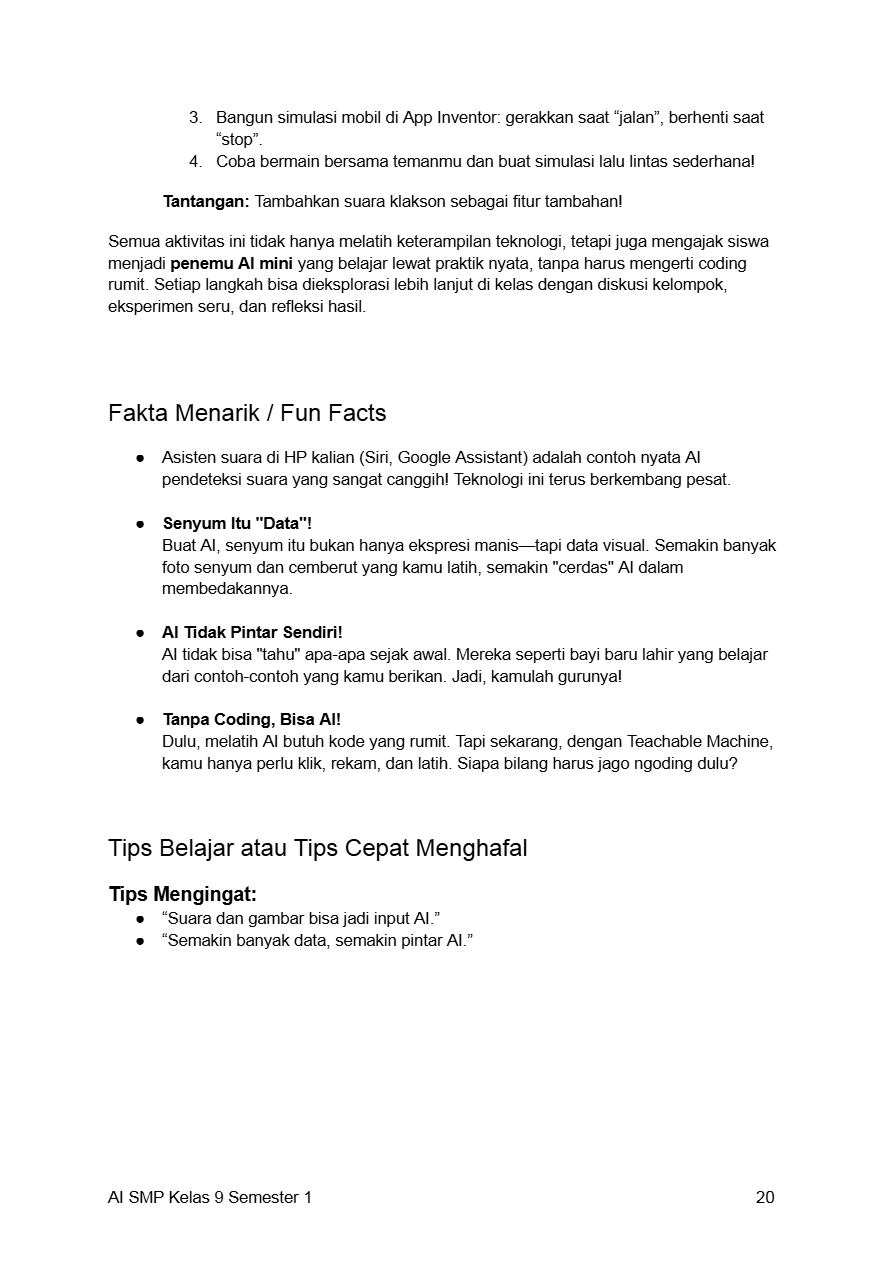 3. Bangun simulasi mobil di App Inventor: gerakkan saat “jalan”, berhenti saat
“stop”.
4. Coba bermain bersama temanmu dan buat simulasi lalu lintas sederhana!
Tantangan: Tambahkan suara klakson sebagai fitur tambahan!
Semua aktivitas ini tidak hanya melatih keterampilan teknologi, tetapi juga mengajak siswa
menjadi penemu AI mini yang belajar lewat praktik nyata, tanpa harus mengerti coding
rumit. Setiap langkah bisa dieksplorasi lebih lanjut di kelas dengan diskusi kelompok,
eksperimen seru, dan refleksi hasil.
Fakta Menarik / Fun Facts
● Asisten suara di HP kalian (Siri, Google Assistant) adalah contoh nyata AI
pendeteksi suara yang sangat canggih! Teknologi ini terus berkembang pesat.
● Senyum Itu "Data"!
Buat AI, senyum itu bukan hanya ekspresi manis—tapi data visual. Semakin banyak
foto senyum dan cemberut yang kamu latih, semakin "cerdas" AI dalam
membedakannya.
● AI Tidak Pintar Sendiri!
AI tidak bisa "tahu" apa-apa sejak awal. Mereka seperti bayi baru lahir yang belajar
dari contoh-contoh yang kamu berikan. Jadi, kamulah gurunya!
● Tanpa Coding, Bisa AI!
Dulu, melatih AI butuh kode yang rumit. Tapi sekarang, dengan Teachable Machine,
kamu hanya perlu klik, rekam, dan latih. Siapa bilang harus jago ngoding dulu?
Tips Belajar atau Tips Cepat Menghafal
Tips Mengingat:
● “Suara dan gambar bisa jadi input AI.”
● “Semakin banyak data, semakin pintar AI.”
AI SMP Kelas 9 Semester 1 20